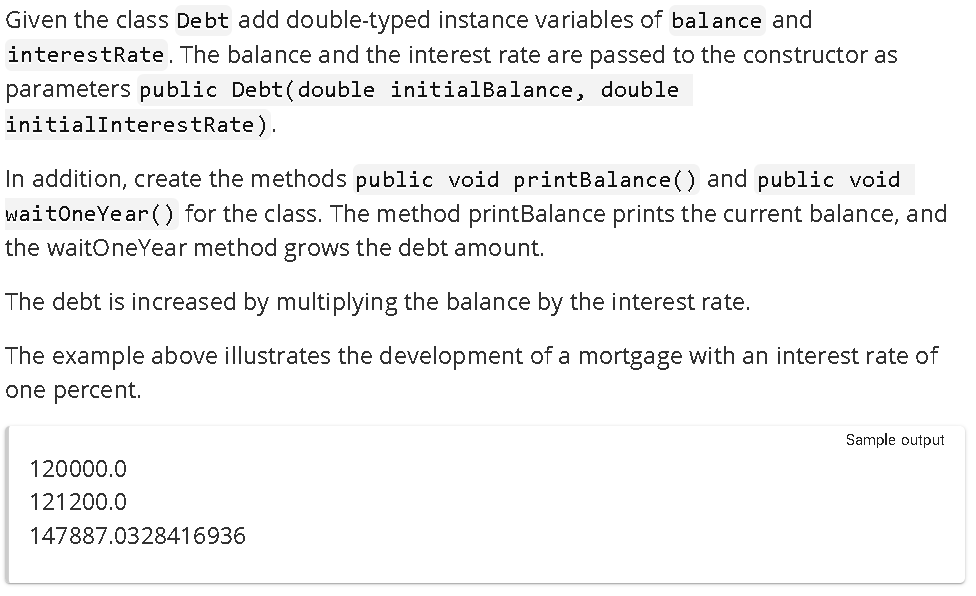 Given the class Debt add double-typed instance variables of balance and
interestRate. The balance and the interest rate are passed to the constructor as
parameters public Debt(double initialBalance, double
initialInterestRate).
In addition, create the methods public void printBalance() and public void
waitOneYear() for the class. The method printBalance prints the current balance, and
the waitOneYear method grows the debt amount.
The debt is increased by multiplying the balance by the interest rate.
The example above illustrates the development of a mortgage with an interest rate of
one percent.
Sample output
120000.0
121200.0
147887.0328416936